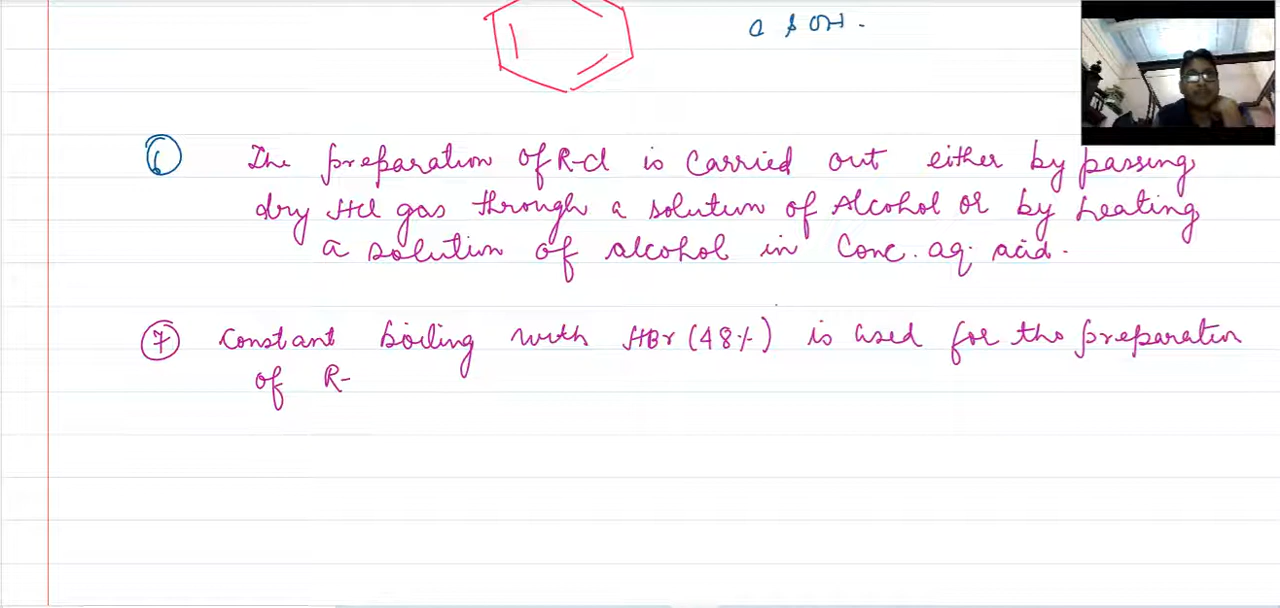 a & OH.
6 The preparation of R-Cl is carried out either by passing
dry HCl gas through a solution of Alcohol or by heating
a solution of alcohol in Conc. aq. acid.
7 Constant boiling with HBr (48%) is used for the preparation
of R-